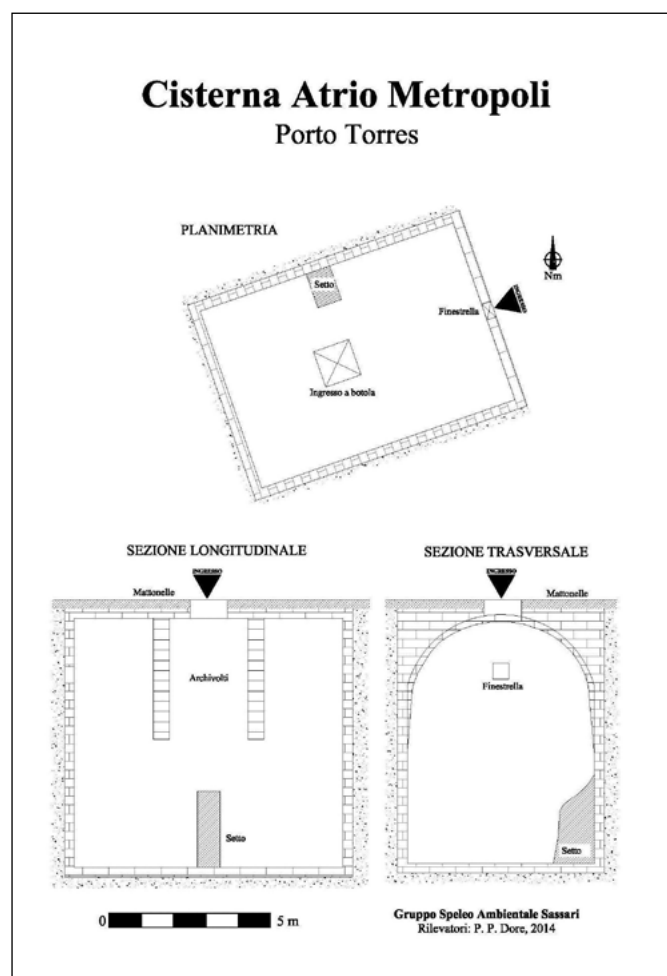 Cisterna Atrio Metropoli
Porto Torres
PLANIMETRIA
Nm
Setto
Finestrella
INGRESSO
Ingresso a botola
SEZIONE LONGITUDINALE
INGRESSO
Mattonelle
Archivolti
Setto
SEZIONE TRASVERSALE
INGRESSO
Mattonelle
Finestrella
Setto
0
5 m
Gruppo Speleo Ambientale Sassari
Rilevatori: P. P. Dore, 2014